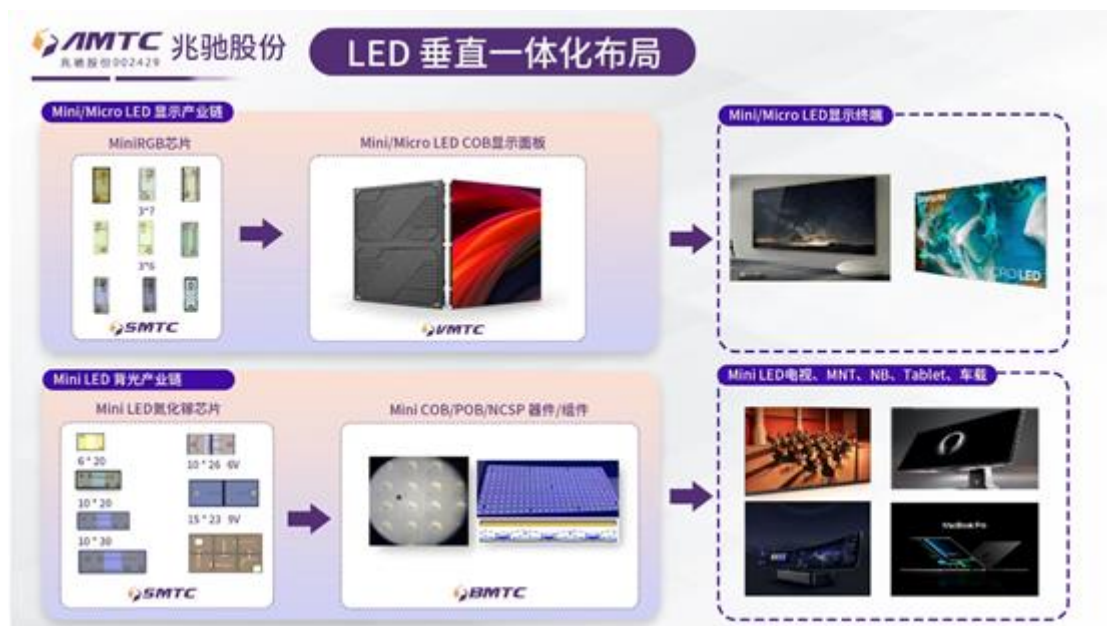 AMTC 兆驰股份
兆驰股份002429
LED 垂直一体化布局
Mini/Micro LED 显示产业链
MiniRGB芯片
3*7
3*6
SMTC
Mini/Micro LED COB显示面板
VMTC
Mini/Micro LED显示终端
MICRO LED
Mini LED 背光产业链
Mini LED氮化镓芯片
6*20
10*26 6V
10*20
15*23 9V
10*30
SMTC
Mini COB/POB/NCSP 器件/组件
BMTC
Mini LED电视、MNT、NB、Tablet、车载
MacBook Pro